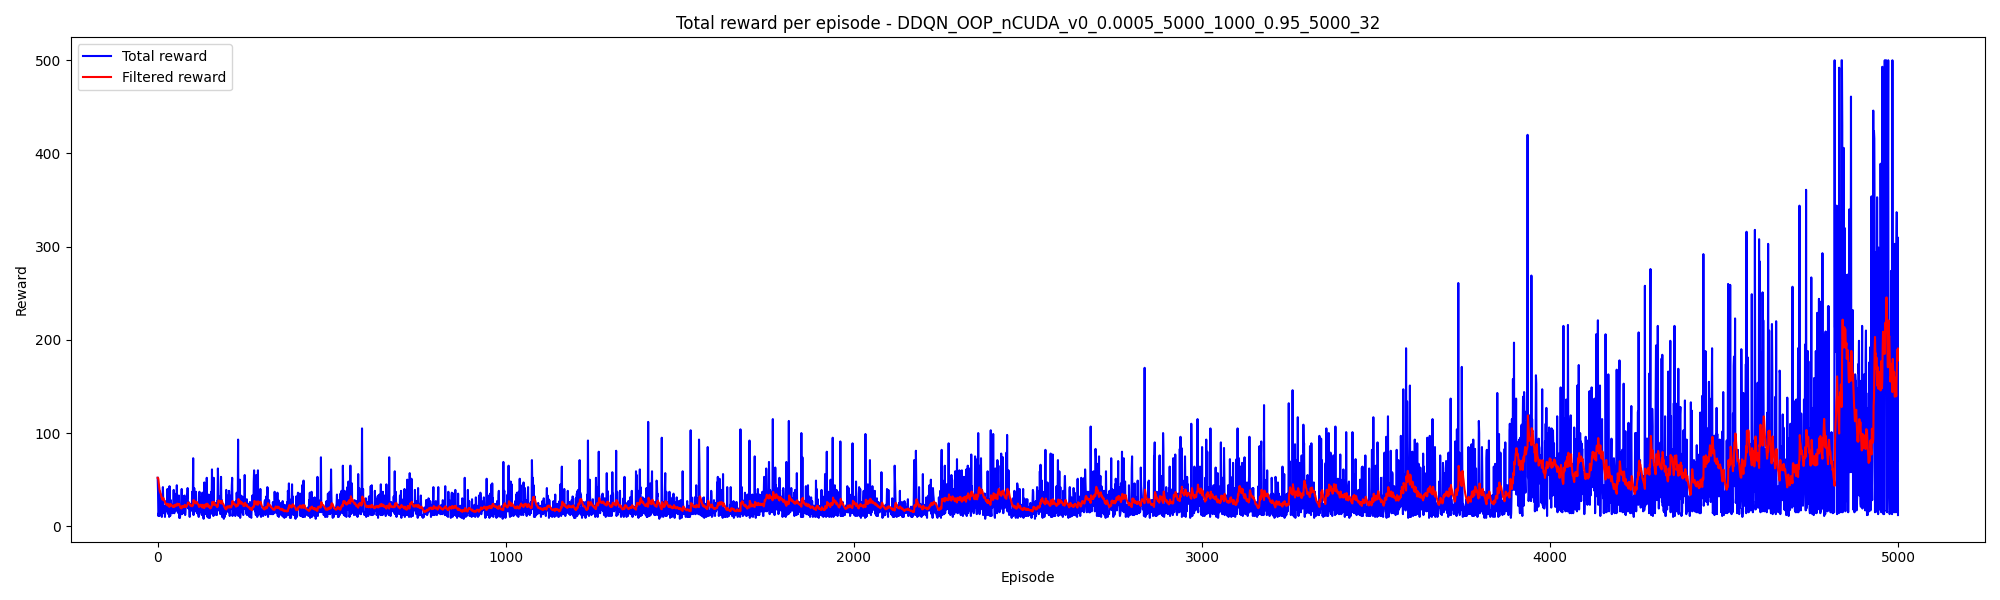 Total reward per episode - DDQN_OOP_nCUDA_v0_0.0005_5000_1000_0.95_5000_32
Total reward
Filtered reward
Reward
500
400
300
200
100
0
0 1000 2000 3000 4000 5000
Episode